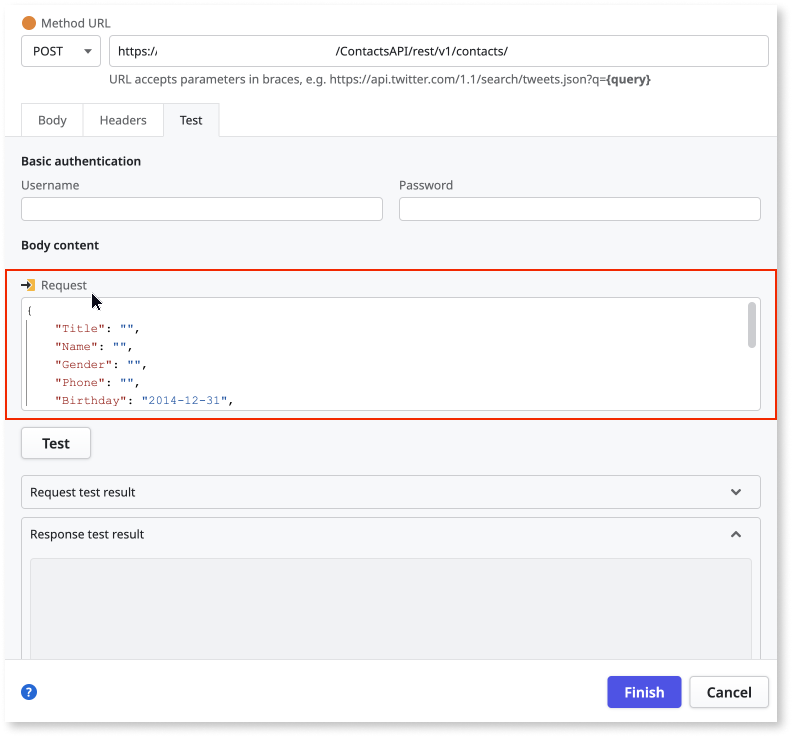 Method URL
POST https:// /ContactsAPI/rest/v1/contacts/
URL accepts parameters in braces, e.g. https://api.twitter.com/1.1/search/tweets.json?q={query}
Body Headers Test
Basic authentication
Username Password
Body content
Request
{
"Title": "",
"Name": "",
"Gender": "",
"Phone": "",
"Birthday": "2014-12-31",
Test
Request test result
Response test result
? Finish Cancel